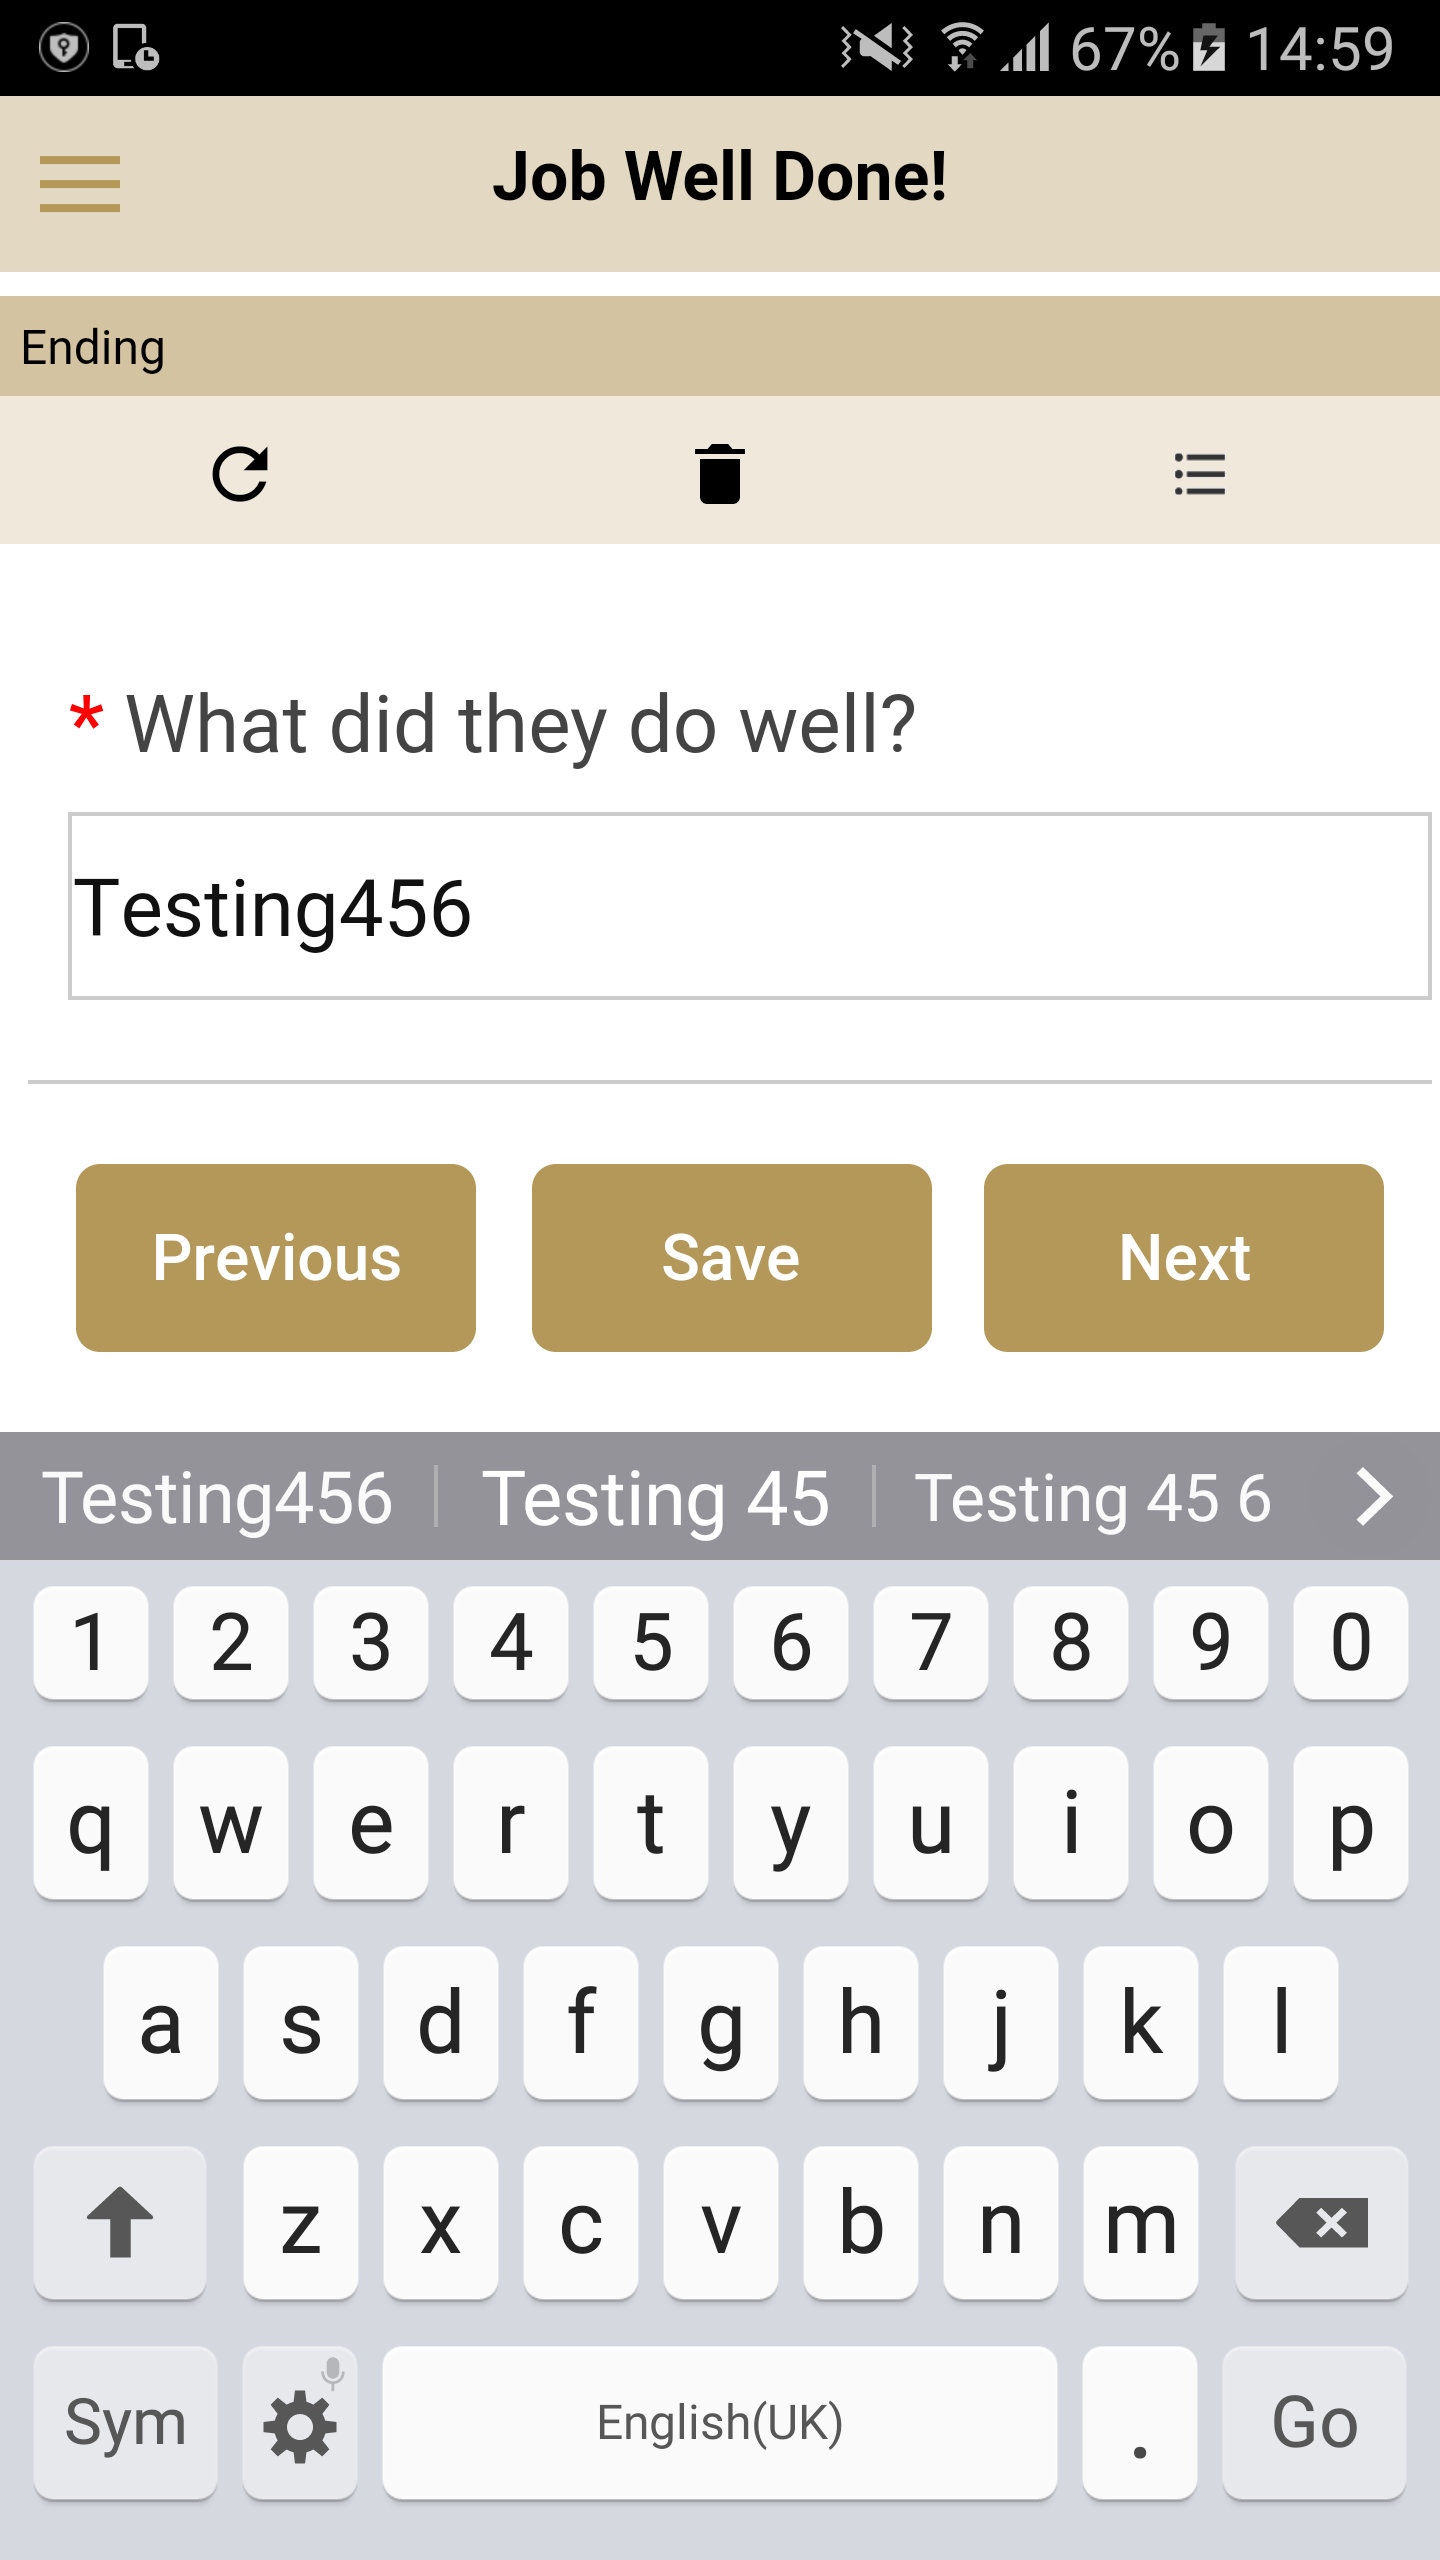 67% 14:59
Job Well Done!
Ending
* What did they do well?
Testing456
Previous Save Next
Testing456 Testing 45 Testing 45 6
1 2 3 4 5 6 7 8 9 0
q w e r t y u i o p
a s d f g h j k l
z x c v b n m
Sym English(UK) . Go